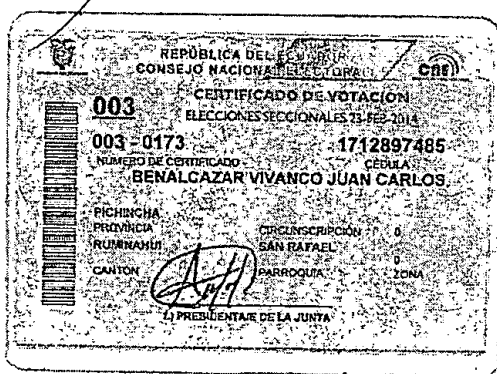 REPÚBLICA DEL ECUADOR
CONSEJO NACIONAL ELECTORAL
cne
CERTIFICADO DE VOTACIÓN
003
ELECCIONES SECCIONALES 23-FEB-2014
003 - 0173
1712897485
NÚMERO DE CERTIFICADO
CÉDULA
BENALCAZAR VIVANCO JUAN CARLOS
PICHINCHA
PROVINCIA
CIRCUNSCRIPCIÓN
0
RUMIÑAHUI
SAN RAFAEL
0
CANTÓN
PARROQUIA
ZONA
PRESIDENTA/E DE LA JUNTA